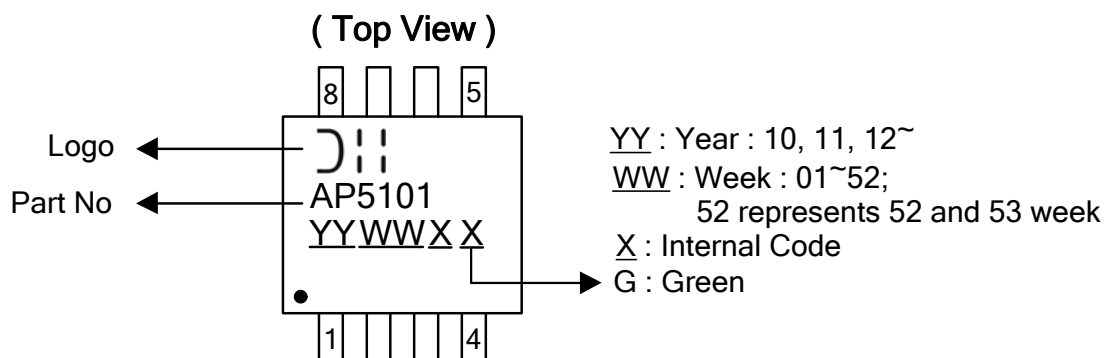 ( Top View )
8 5
Logo
Part No
AP5101
YYWWX X
1 4
YY : Year : 10, 11, 12~
WW : Week : 01~52;
52 represents 52 and 53 week
X : Internal Code
G : Green